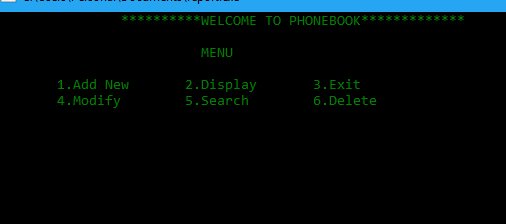 **********WELCOME TO PHONEBOOK*************
MENU
1.Add New 2.Display 3.Exit
4.Modify 5.Search 6.Delete